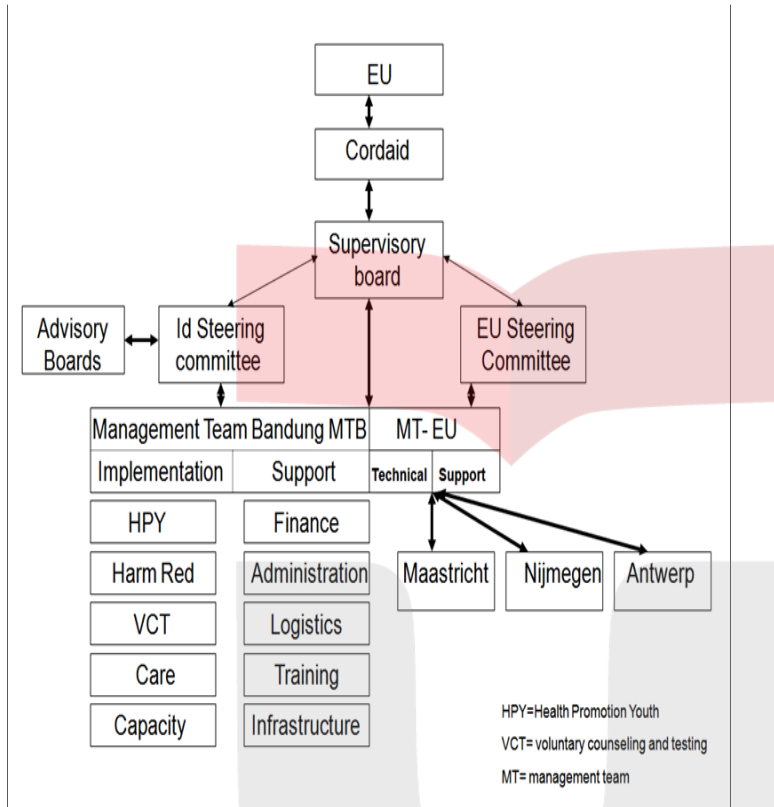 EU
Cordaid
Supervisory
board
Advisory
Boards
Id Steering
committee
EU Steering
Committee
Management Team Bandung MTB
MT- EU
Implementation
Support
Technical
Support
HPY
Finance
Maastricht
Nijmegen
Antwerp
Harm Red
Administration
VCT
Logistics
Care
Training
Capacity
Infrastructure
HPY=Health Promotion Youth
VCT= voluntary counseling and testing
MT= management team